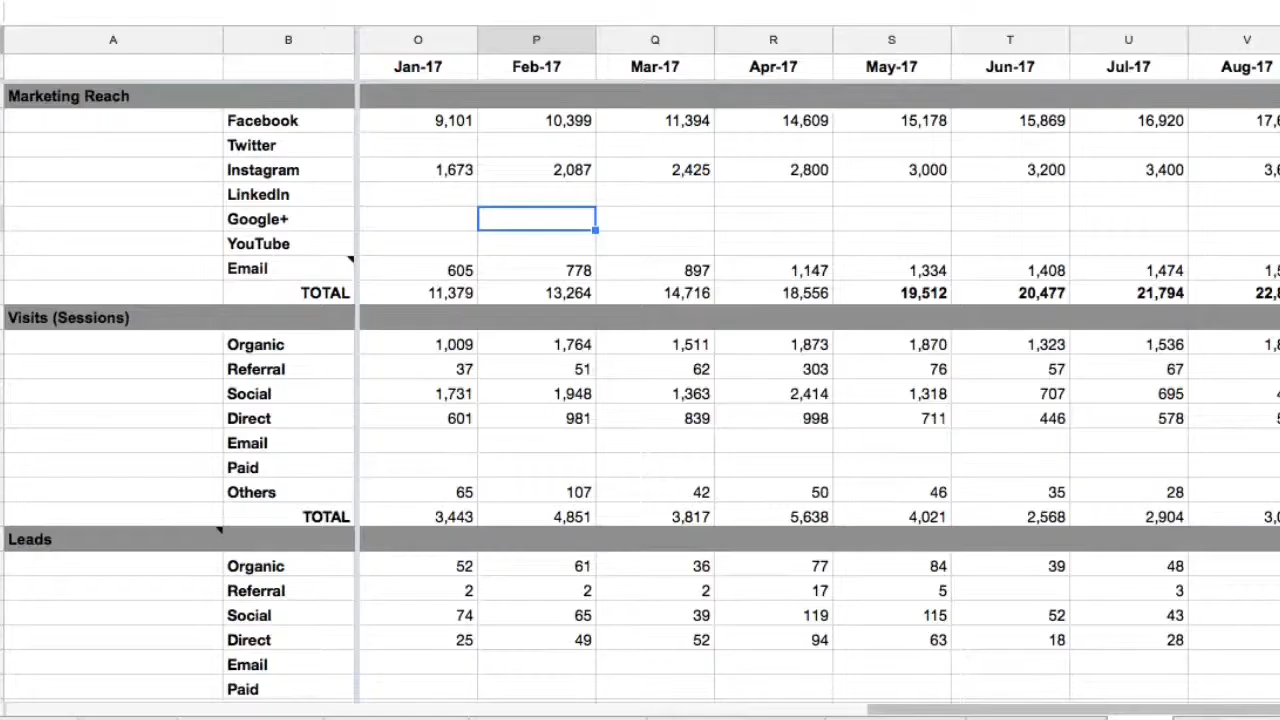 A B O P Q R S T U V
Jan-17 Feb-17 Mar-17 Apr-17 May-17 Jun-17 Jul-17 Aug-17
Marketing Reach
Facebook 9,101 10,399 11,394 14,609 15,178 15,869 16,920
Twitter
Instagram 1,673 2,087 2,425 2,800 3,000 3,200 3,400
LinkedIn
Google+
YouTube
Email 605 778 897 1,147 1,334 1,408 1,474
TOTAL 11,379 13,264 14,716 18,556 19,512 20,477 21,794
Visits (Sessions)
Organic 1,009 1,764 1,511 1,873 1,870 1,323 1,536
Referral 37 51 62 303 76 57 67
Social 1,731 1,948 1,363 2,414 1,318 707 695
Direct 601 981 839 998 711 446 578
Email
Paid
Others 65 107 42 50 46 35 28
TOTAL 3,443 4,851 3,817 5,638 4,021 2,568 2,904
Leads
Organic 52 61 36 77 84 39 48
Referral 2 2 2 17 5 3
Social 74 65 39 119 115 52 43
Direct 25 49 52 94 63 18 28
Email
Paid